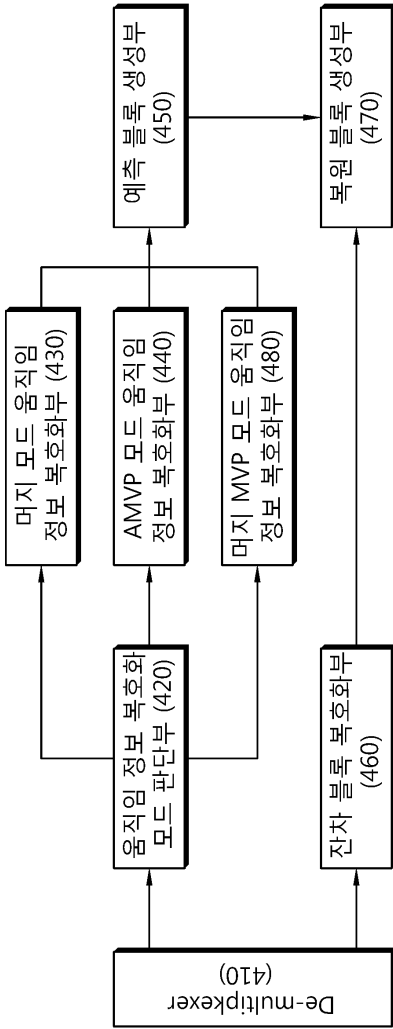 De-multipkexer
(410)
움직임 정보 복호화
모드 판단부 (420)
머지 모드 움직임
정보 복호화부 (430)
AMVP 모드 움직임
정보 복호화부 (440)
머지 MVP 모드 움직임
정보 복호화부 (480)
예측 블록 생성부
(450)
잔차 블록 복호화부
(460)
복원 블록 생성부
(470)